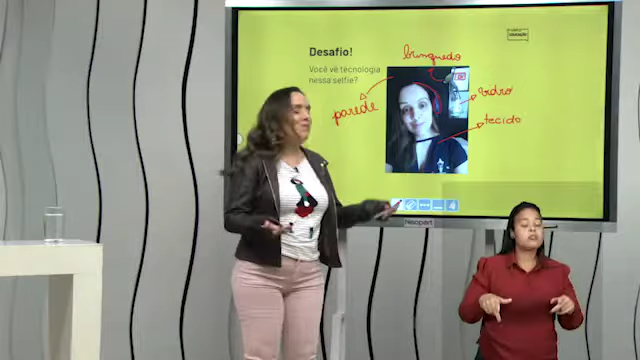 Desafio!
Você vê tecnologia
nessa selfie?
brinquedo
parede
vidro
tecido